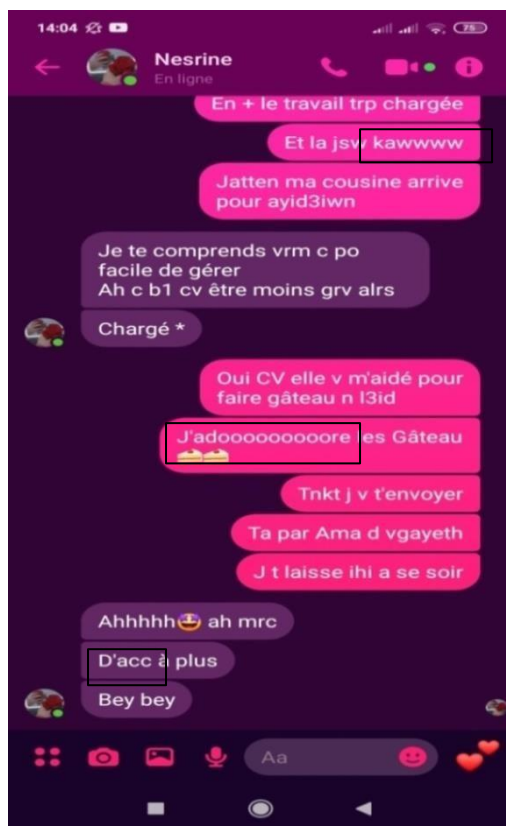 14:04 75
Nesrine
En ligne
En + le travail trp chargée
Et la jsw kawwww
Jatten ma cousine arrive
pour ayid3iwn
Je te comprends vrm c po
facile de gérer
Ah c b1 cv être moins grv alrs
Chargé *
Oui CV elle v m'aidé pour
faire gâteau n l3id
J'adooooooooore les Gâteau
🍰🍰
Tnkt j v t'envoyer
Ta par Ama d vgayeth
J t laisse ihi a se soir
Ahhhhh🤩 ah mrc
D'acc à plus
Bey bey
Aa